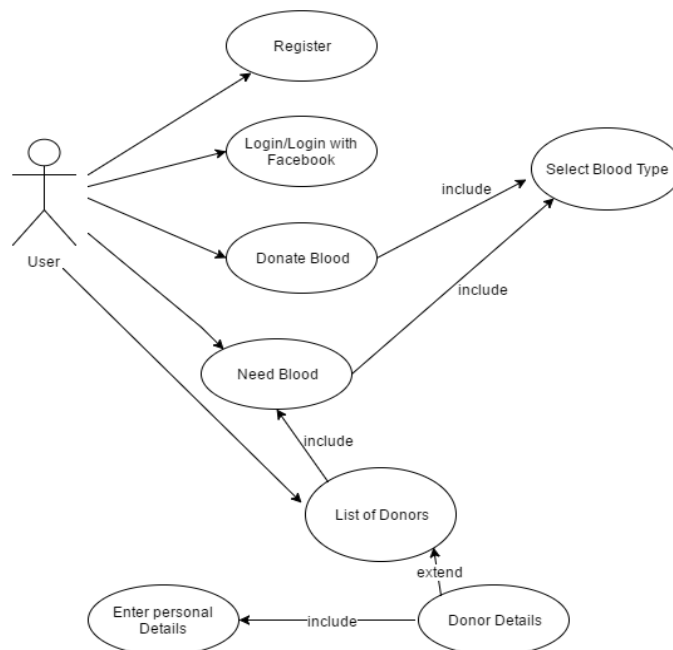 Register
Login/Login with
Facebook
Select Blood Type
include
Donate Blood
User
include
Need Blood
include
List of Donors
extend
Enter personal
Details
include
Donor Details